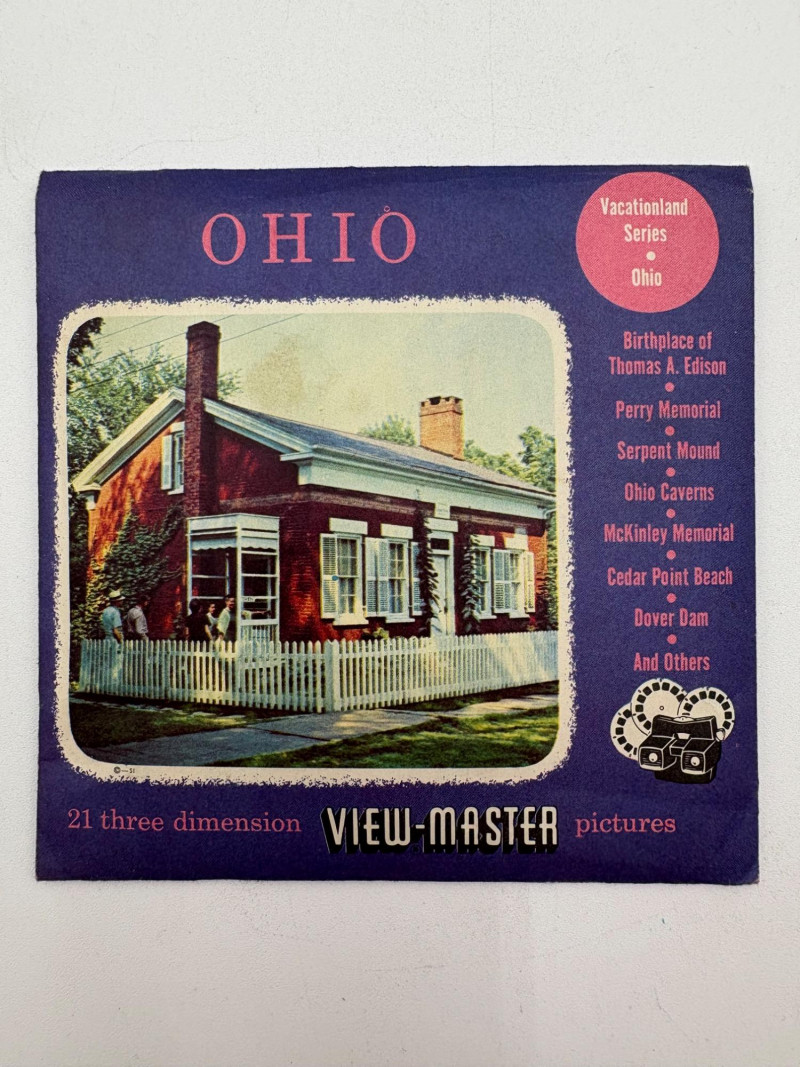 OHIO
Vacationland
Series
•
Ohio
Birthplace of
Thomas A. Edison
•
Perry Memorial
•
Serpent Mound
•
Ohio Caverns
•
McKinley Memorial
•
Cedar Point Beach
•
Dover Dam
•
And Others
©—51
21 three dimension VIEW-MASTER pictures